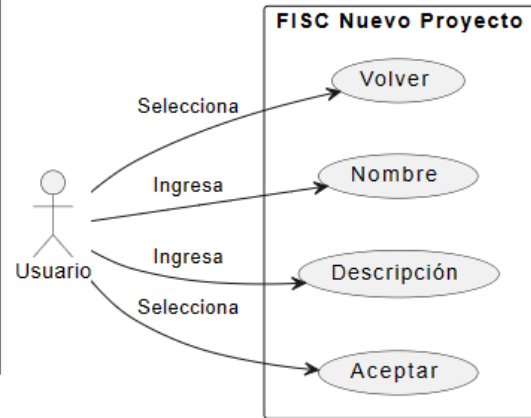 FISC Nuevo Proyecto
Volver
Selecciona
Nombre
Ingresa
Usuario
Ingresa
Descripción
Selecciona
Aceptar